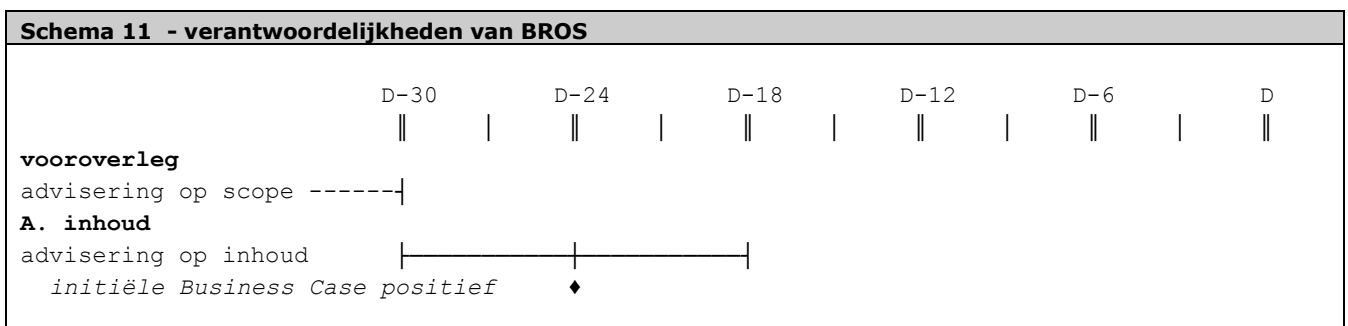 Schema 11 - verantwoordelijkheden van BROS
D-30 D-24 D-18 D-12 D-6 D
vooroverleg
advisering op scope
A. inhoud
advisering op inhoud
initiële Business Case positief